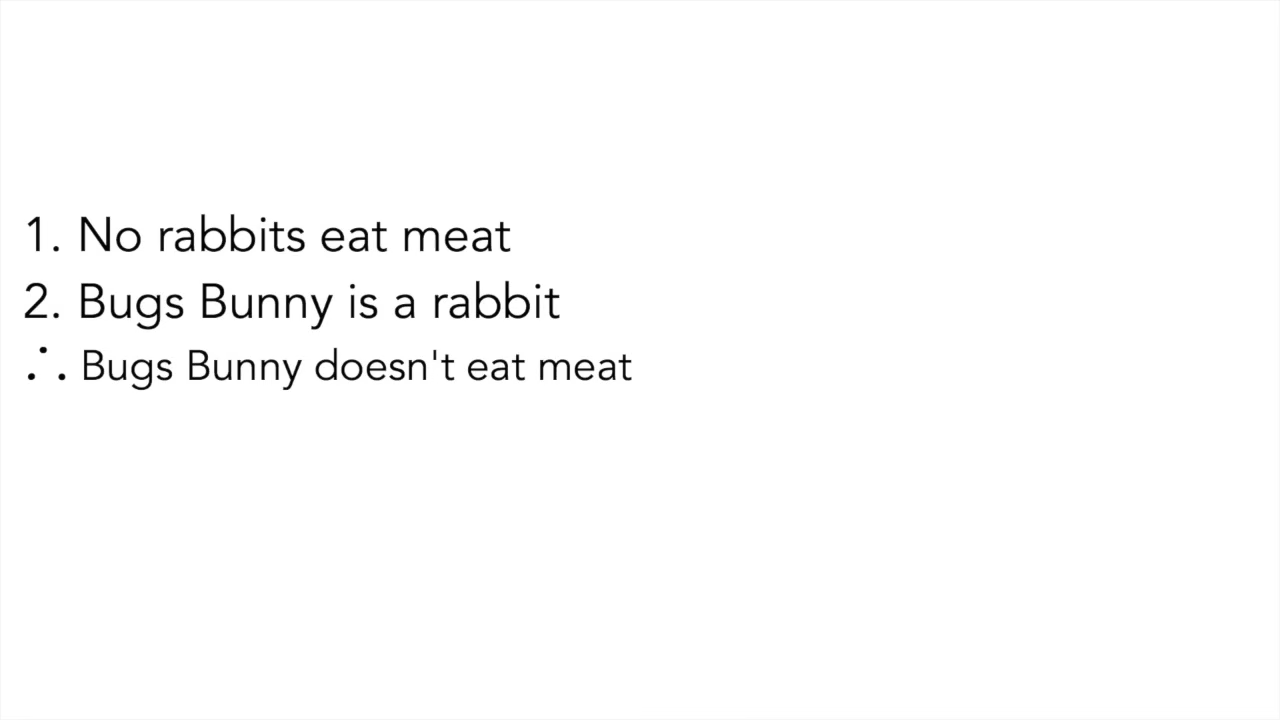 1. No rabbits eat meat
2. Bugs Bunny is a rabbit
∴ Bugs Bunny doesn't eat meat